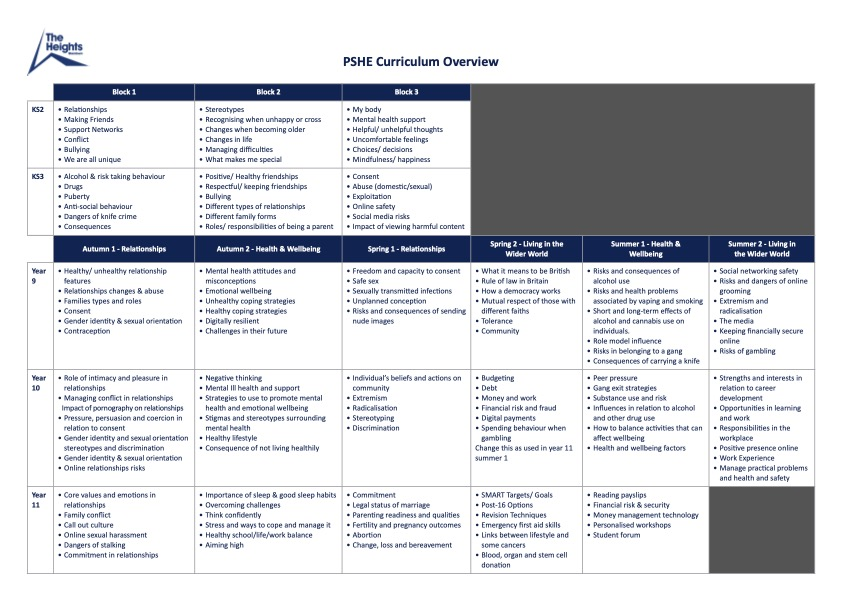 The
Heights
PSHE Curriculum Overview
Block 1
Block 2
Block 3
KS2
• Relationships
• Making Friends
• Support Networks
• Conflict
• Bullying
• We are all unique
• Stereotypes
• Recognising when unhappy or cross
• Changes when becoming older
• Changes in life
• Managing difficulties
• What makes me special
• My body
• Mental health support
• Helpful/ unhelpful thoughts
• Uncomfortable feelings
• Choices/ decisions
• Mindfulness/ happiness
KS3
• Alcohol & risk taking behaviour
• Drugs
• Puberty
• Anti-social behaviour
• Dangers of knife crime
• Consequences
• Positive/ Healthy friendships
• Respectful/ keeping friendships
• Bullying
• Different types of relationships
• Different family forms
• Roles/ responsibilities of being a parent
• Consent
• Abuse (domestic/sexual)
• Exploitation
• Online safety
• Social media risks
• Impact of viewing harmful content
Autumn 1 - Relationships
Autumn 2 - Health & Wellbeing
Spring 1 - Relationships
Spring 2 - Living in the
Wider World
Summer 1 - Health &
Wellbeing
Summer 2 - Living in
the Wider World
Year
9
• Healthy/ unhealthy relationship
features
• Relationships changes & abuse
• Families types and roles
• Consent
• Gender identity & sexual orientation
• Contraception
• Mental health attitudes and
misconceptions
• Emotional wellbeing
• Unhealthy coping strategies
• Healthy coping strategies
• Digitally resilient
• Challenges in their future
• Freedom and capacity to consent
• Safe sex
• Sexually transmitted infections
• Unplanned conception
• Risks and consequences of sending
nude images
• What it means to be British
• Rule of law in Britain
• How a democracy works
• Mutual respect of those with
different faiths
• Tolerance
• Community
• Risks and consequences of
alcohol use
• Risks and health problems
associated by vaping and smoking
• Short and long-term effects of
alcohol and cannabis use on
individuals.
• Role model influence
• Risks in belonging to a gang
• Consequences of carrying a knife
• Social networking safety
• Risks and dangers of online
grooming
• Extremism and
radicalisation
• The media
• Keeping financially secure
online
• Risks of gambling
Year
10
• Role of intimacy and pleasure in
relationships
• Managing conflict in relationships
Impact of pornography on relationships
• Pressure, persuasion and coercion in
relation to consent
• Gender identity and sexual orientation
stereotypes and discrimination
• Gender identity & sexual orientation
• Online relationships risks
• Negative thinking
• Mental Ill health and support
• Strategies to use to promote mental
health and emotional wellbeing
• Stigmas and stereotypes surrounding
mental health
• Healthy lifestyle
• Consequence of not living healthily
• Individual's beliefs and actions on
community
• Extremism
• Radicalisation
• Stereotyping
• Discrimination
• Budgeting
• Debt
• Money and work
• Financial risk and fraud
• Digital payments
• Spending behaviour when
gambling
Change this as used in year 11
summer 1
• Peer pressure
• Gang exit strategies
• Substance use and risk
• Influences in relation to alcohol
and other drug use
• How to balance activities that can
affect wellbeing
• Health and wellbeing factors
• Strengths and interests in
relation to career
development
• Opportunities in learning
and work
• Responsibilities in the
workplace
• Positive presence online
• Work Experience
• Manage practical problems
and health and safety
Year
11
• Core values and emotions in
relationships
• Family conflict
• Call out culture
• Online sexual harassment
• Dangers of stalking
• Commitment in relationships
• Importance of sleep & good sleep habits
• Overcoming challenges
• Think confidently
• Stress and ways to cope and manage it
• Healthy school/life/work balance
• Aiming high
• Commitment
• Legal status of marriage
• Parenting readiness and qualities
• Fertility and pregnancy outcomes
• Abortion
• Change, loss and bereavement
• SMART Targets/ Goals
• Post-16 Options
• Revision Techniques
• Emergency first aid skills
• Links between lifestyle and
some cancers
• Blood, organ and stem cell
donation
• Reading payslips
• Financial risk & security
• Money management technology
• Personalised workshops
• Student forum